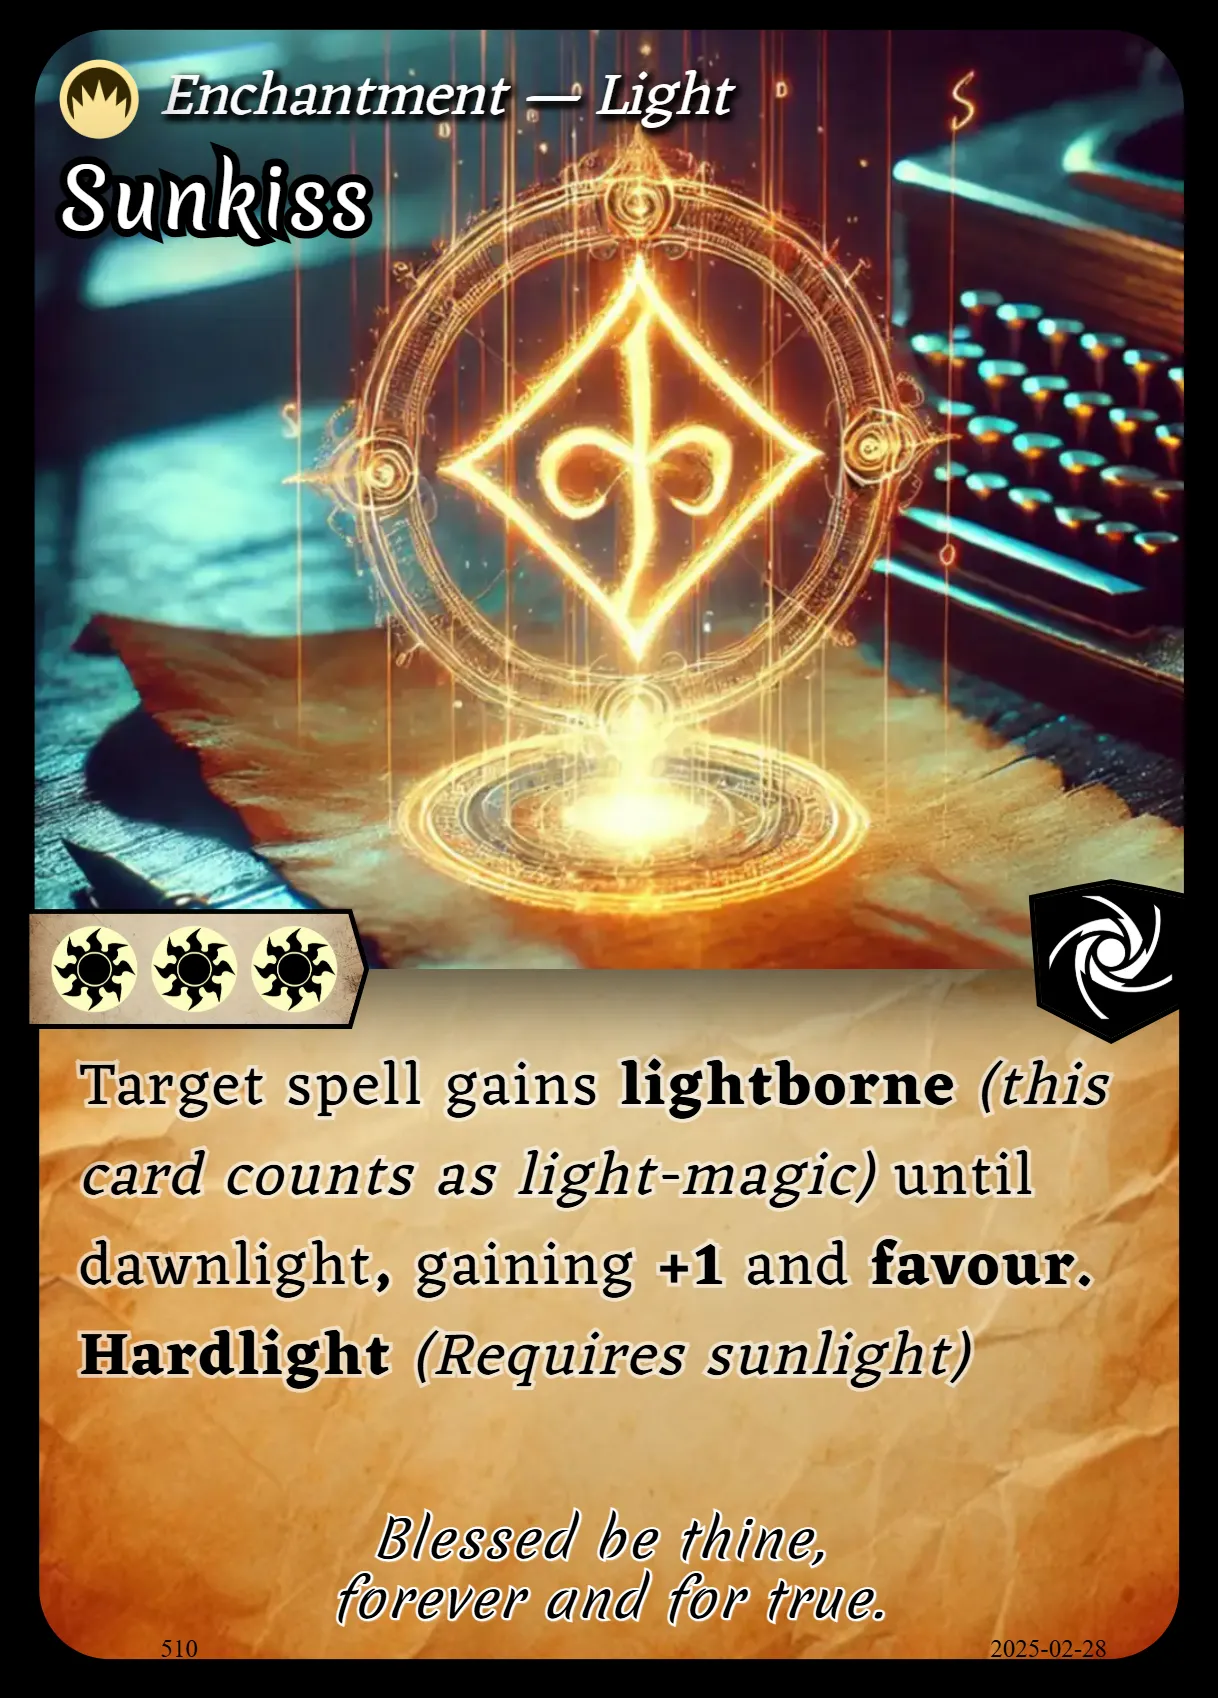 Enchantment — Light
Sunkiss
Target spell gains lightborne (this
card counts as light-magic) until
dawnlight, gaining +1 and favour.
Hardlight (Requires sunlight)
Blessed be thine,
forever and for true.
510
2025-02-28